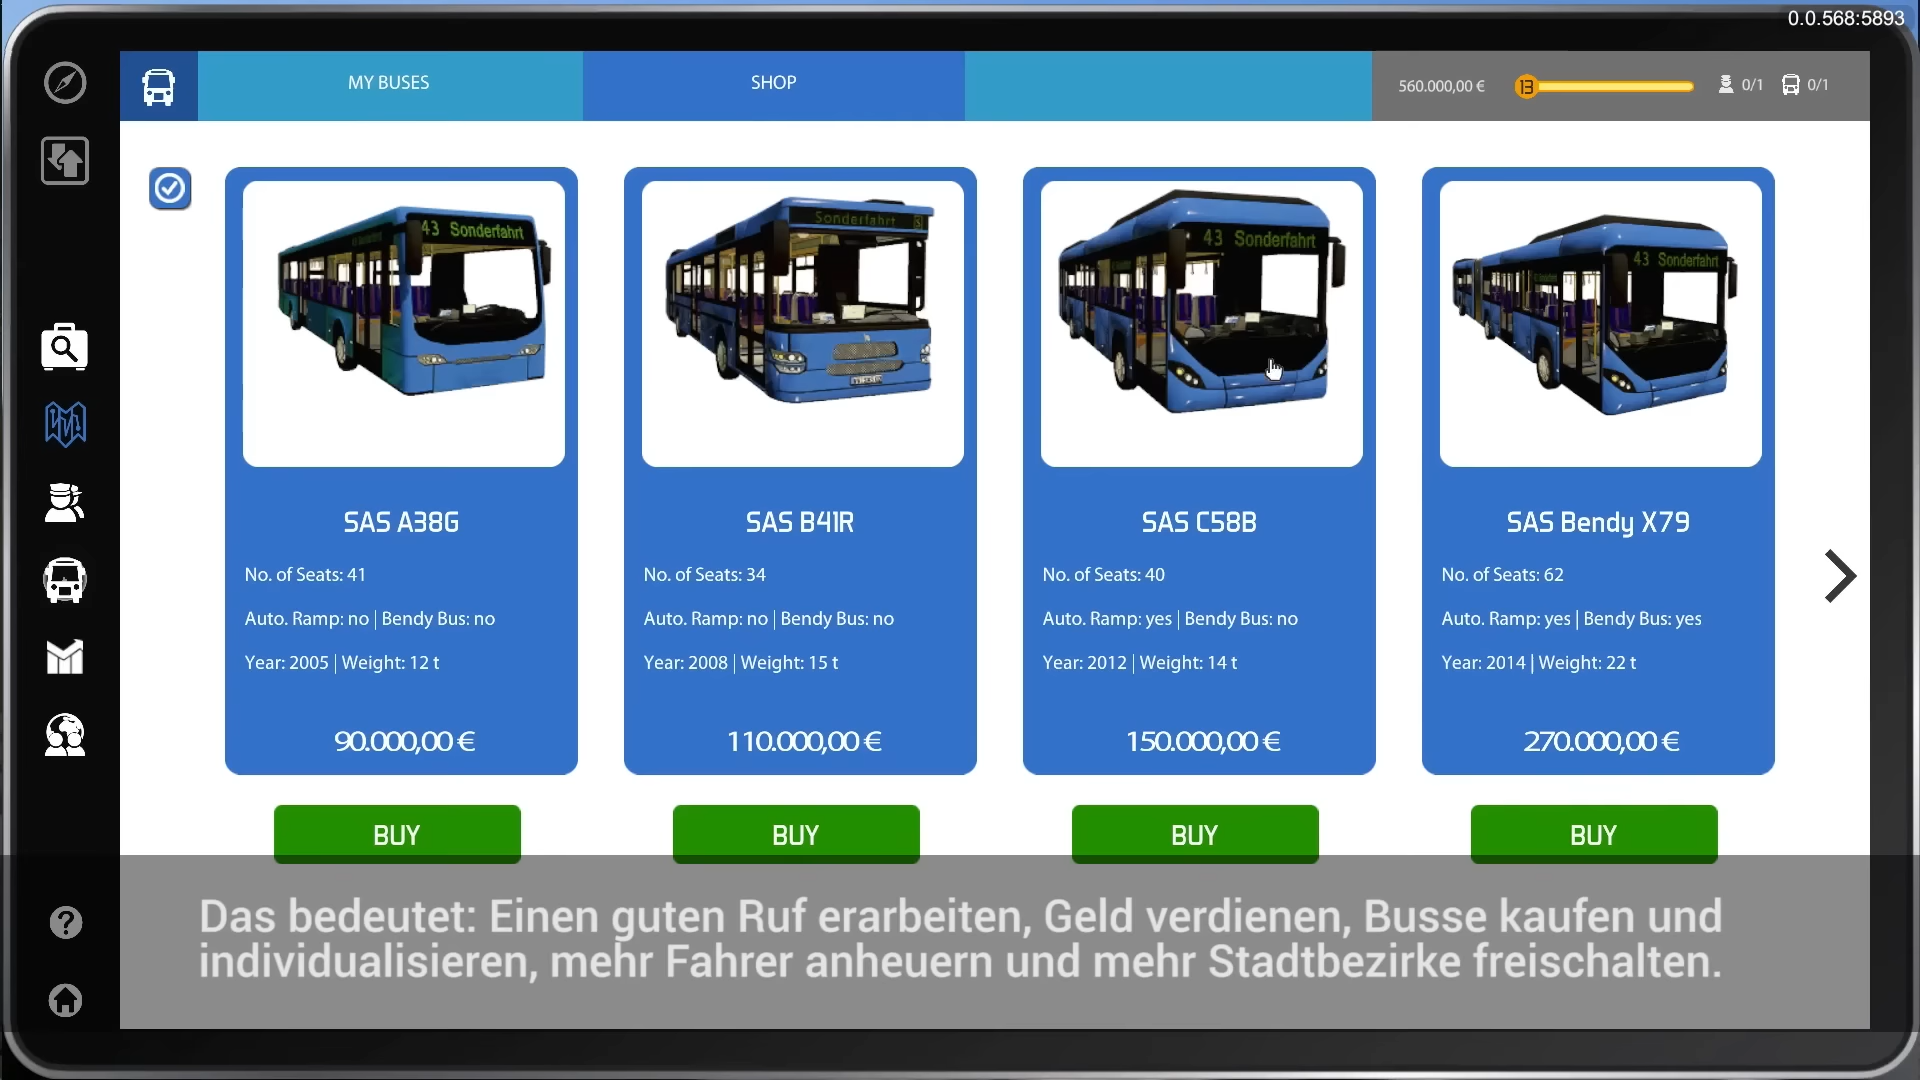 0.0.568:5893
MY BUSES
SHOP
560.000,00 €
13
0/1
0/1
43 Sonderfahrt
Sonderfahrt
43 Sonderfahrt
43 Sonderfahrt
SAS A38G
No. of Seats: 41
Auto. Ramp: no | Bendy Bus: no
Year: 2005 | Weight: 12 t
90.000,00 €
BUY
SAS B41R
No. of Seats: 34
Auto. Ramp: no | Bendy Bus: no
Year: 2008 | Weight: 15 t
110.000,00 €
BUY
SAS C58B
No. of Seats: 40
Auto. Ramp: yes | Bendy Bus: no
Year: 2012 | Weight: 14 t
150.000,00 €
BUY
SAS Bendy X79
No. of Seats: 62
Auto. Ramp: yes | Bendy Bus: yes
Year: 2014 | Weight: 22 t
270.000,00 €
BUY
Das bedeutet: Einen guten Ruf erarbeiten, Geld verdienen, Busse kaufen und
individualisieren, mehr Fahrer anheuern und mehr Stadtbezirke freischalten.